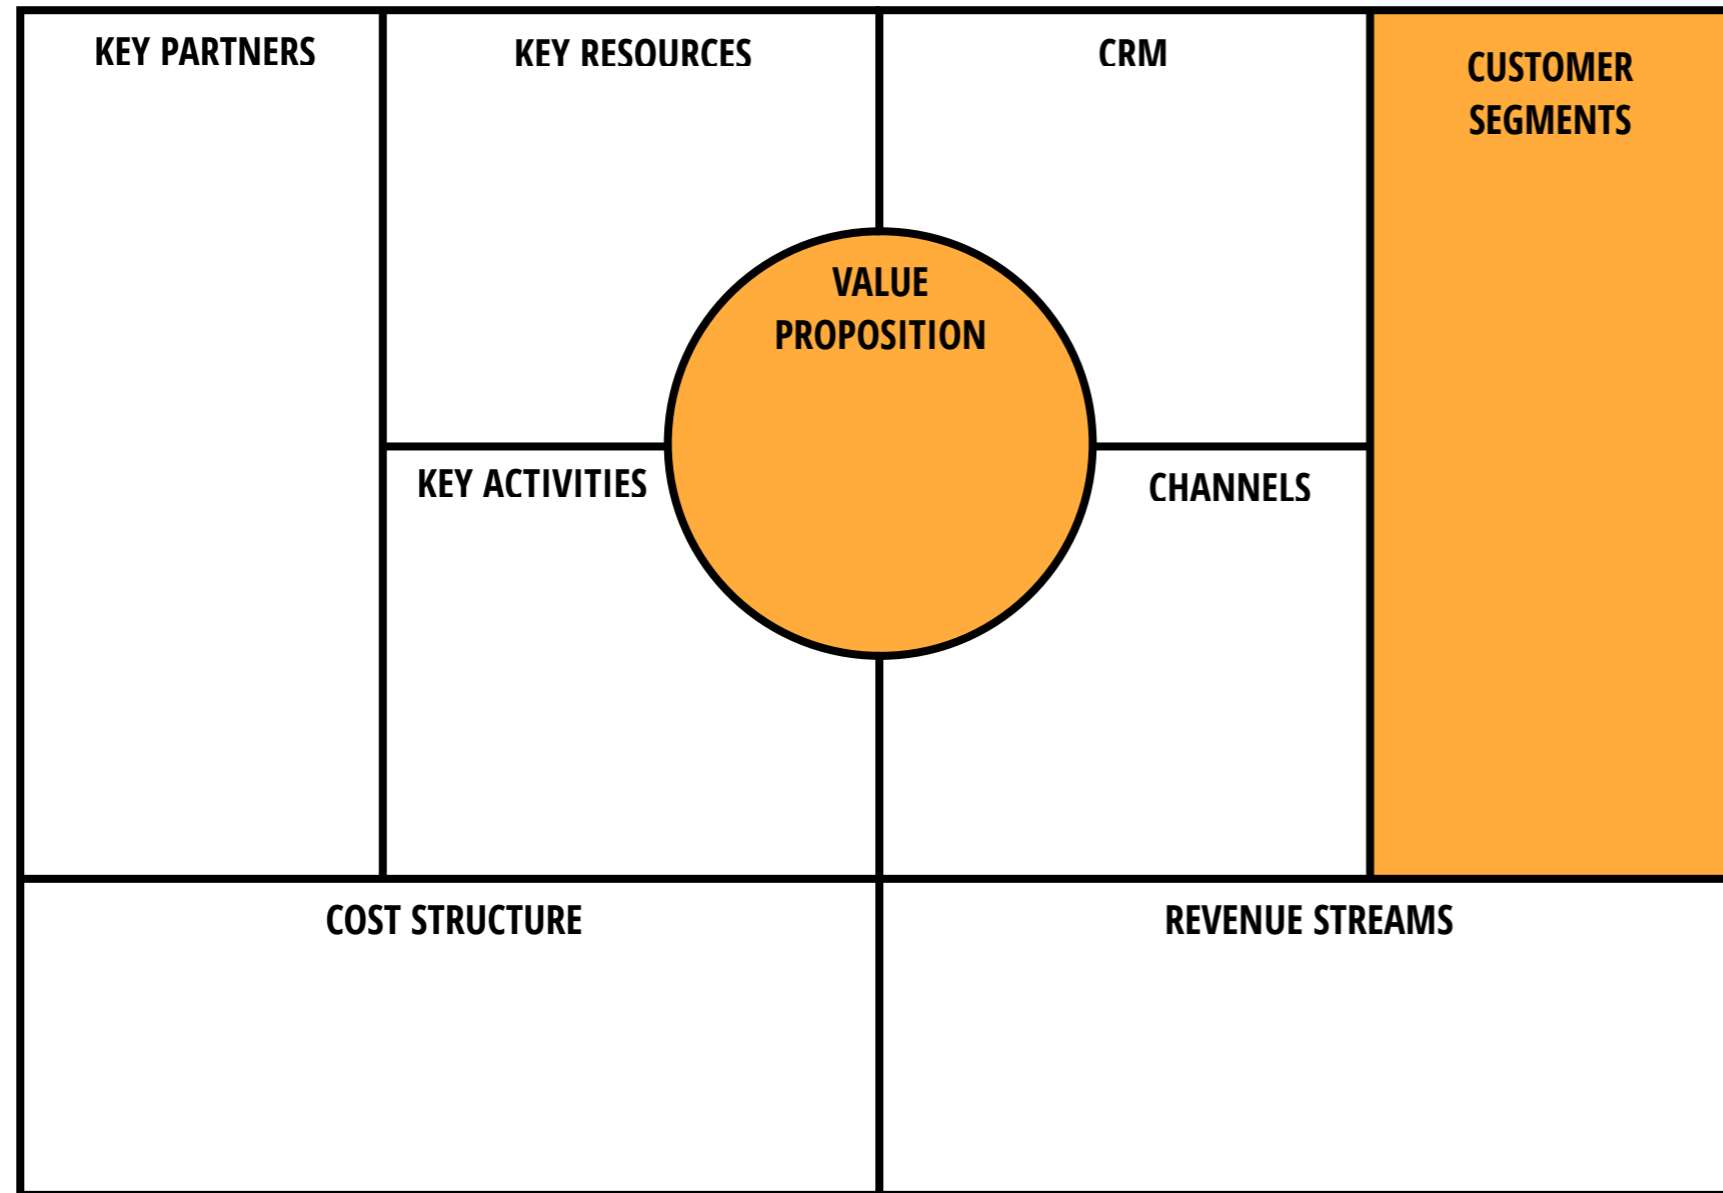 KEY PARTNERS
KEY RESOURCES
CRM
CUSTOMER
SEGMENTS
VALUE
PROPOSITION
KEY ACTIVITIES
CHANNELS
COST STRUCTURE
REVENUE STREAMS